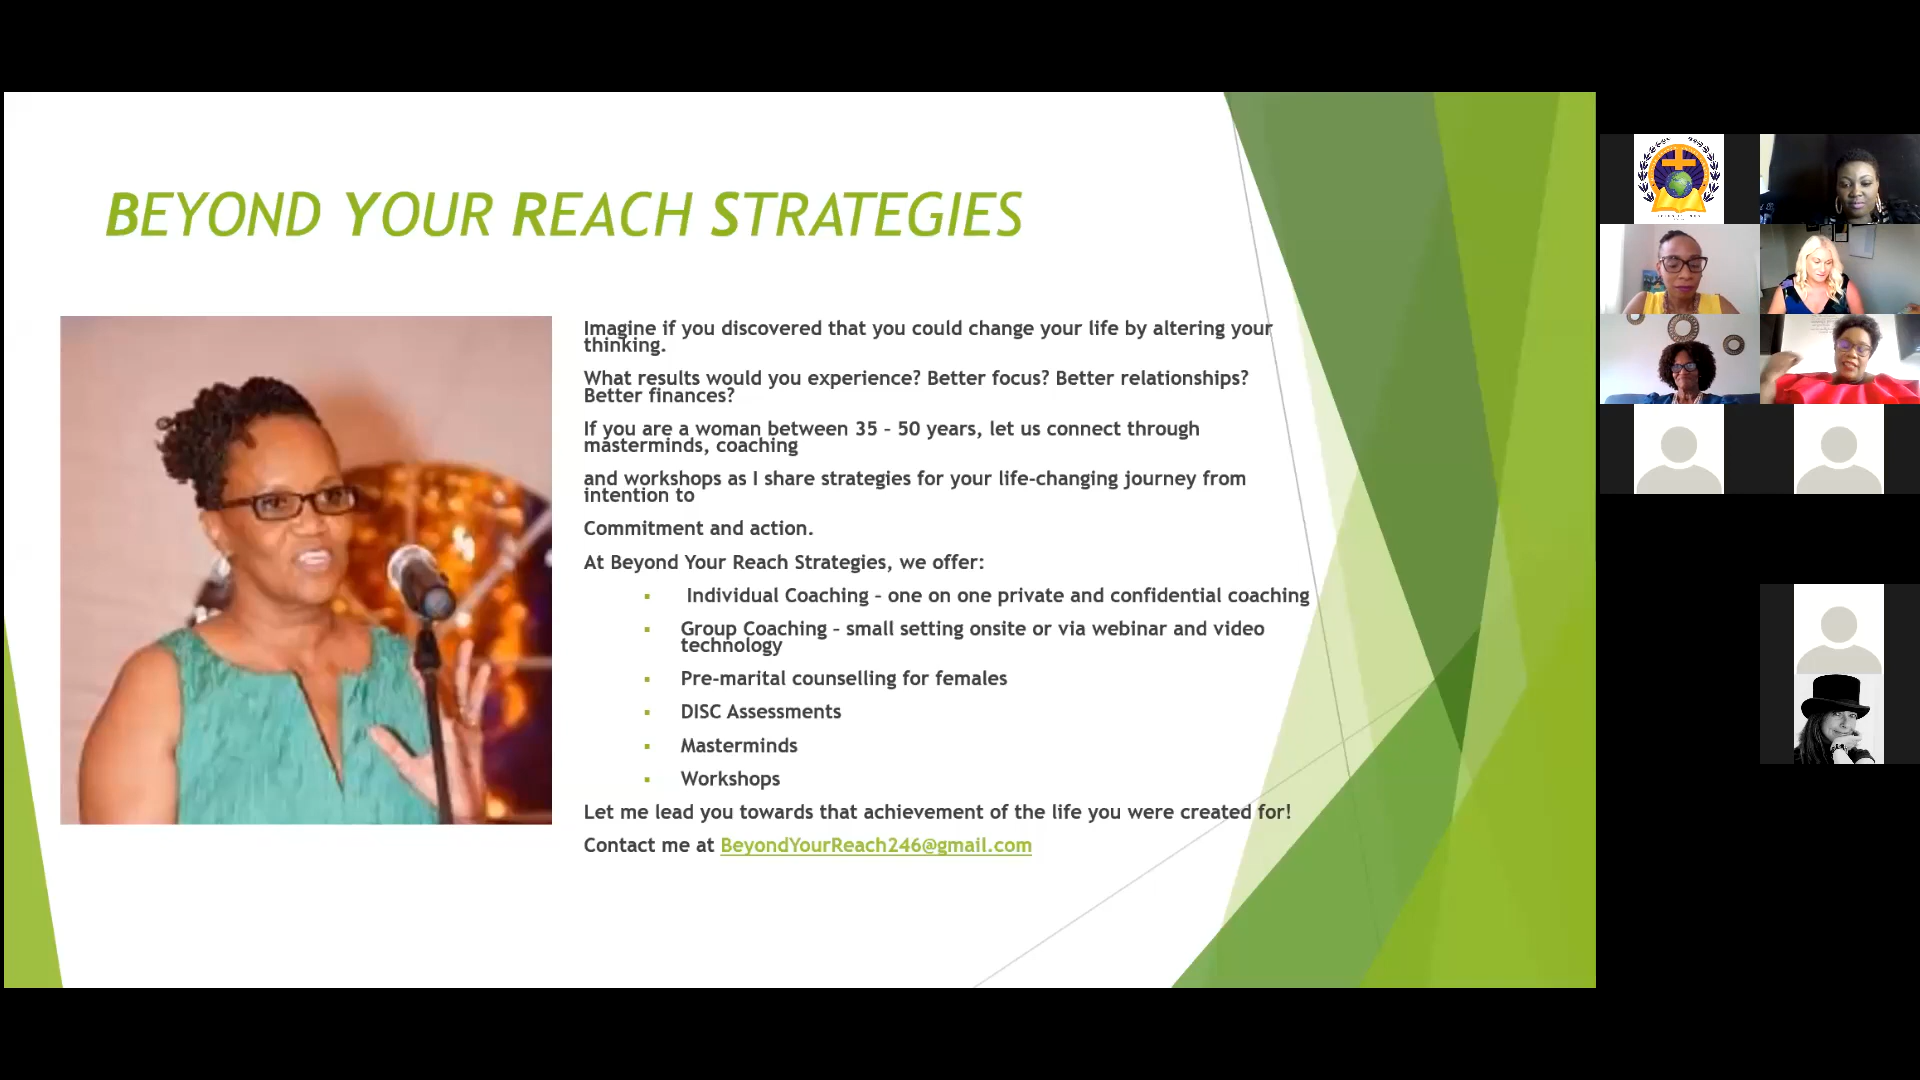 BEYOND YOUR REACH STRATEGIES
Imagine if you discovered that you could change your life by altering your
thinking.
What results would you experience? Better focus? Better relationships?
Better finances?
If you are a woman between 35 – 50 years, let us connect through
masterminds, coaching
and workshops as I share strategies for your life-changing journey from
intention to
Commitment and action.
At Beyond Your Reach Strategies, we offer:
Individual Coaching – one on one private and confidential coaching
Group Coaching – small setting onsite or via webinar and video
technology
Pre-marital counselling for females
DISC Assessments
Masterminds
Workshops
Let me lead you towards that achievement of the life you were created for!
Contact me at BeyondYourReach246@gmail.com